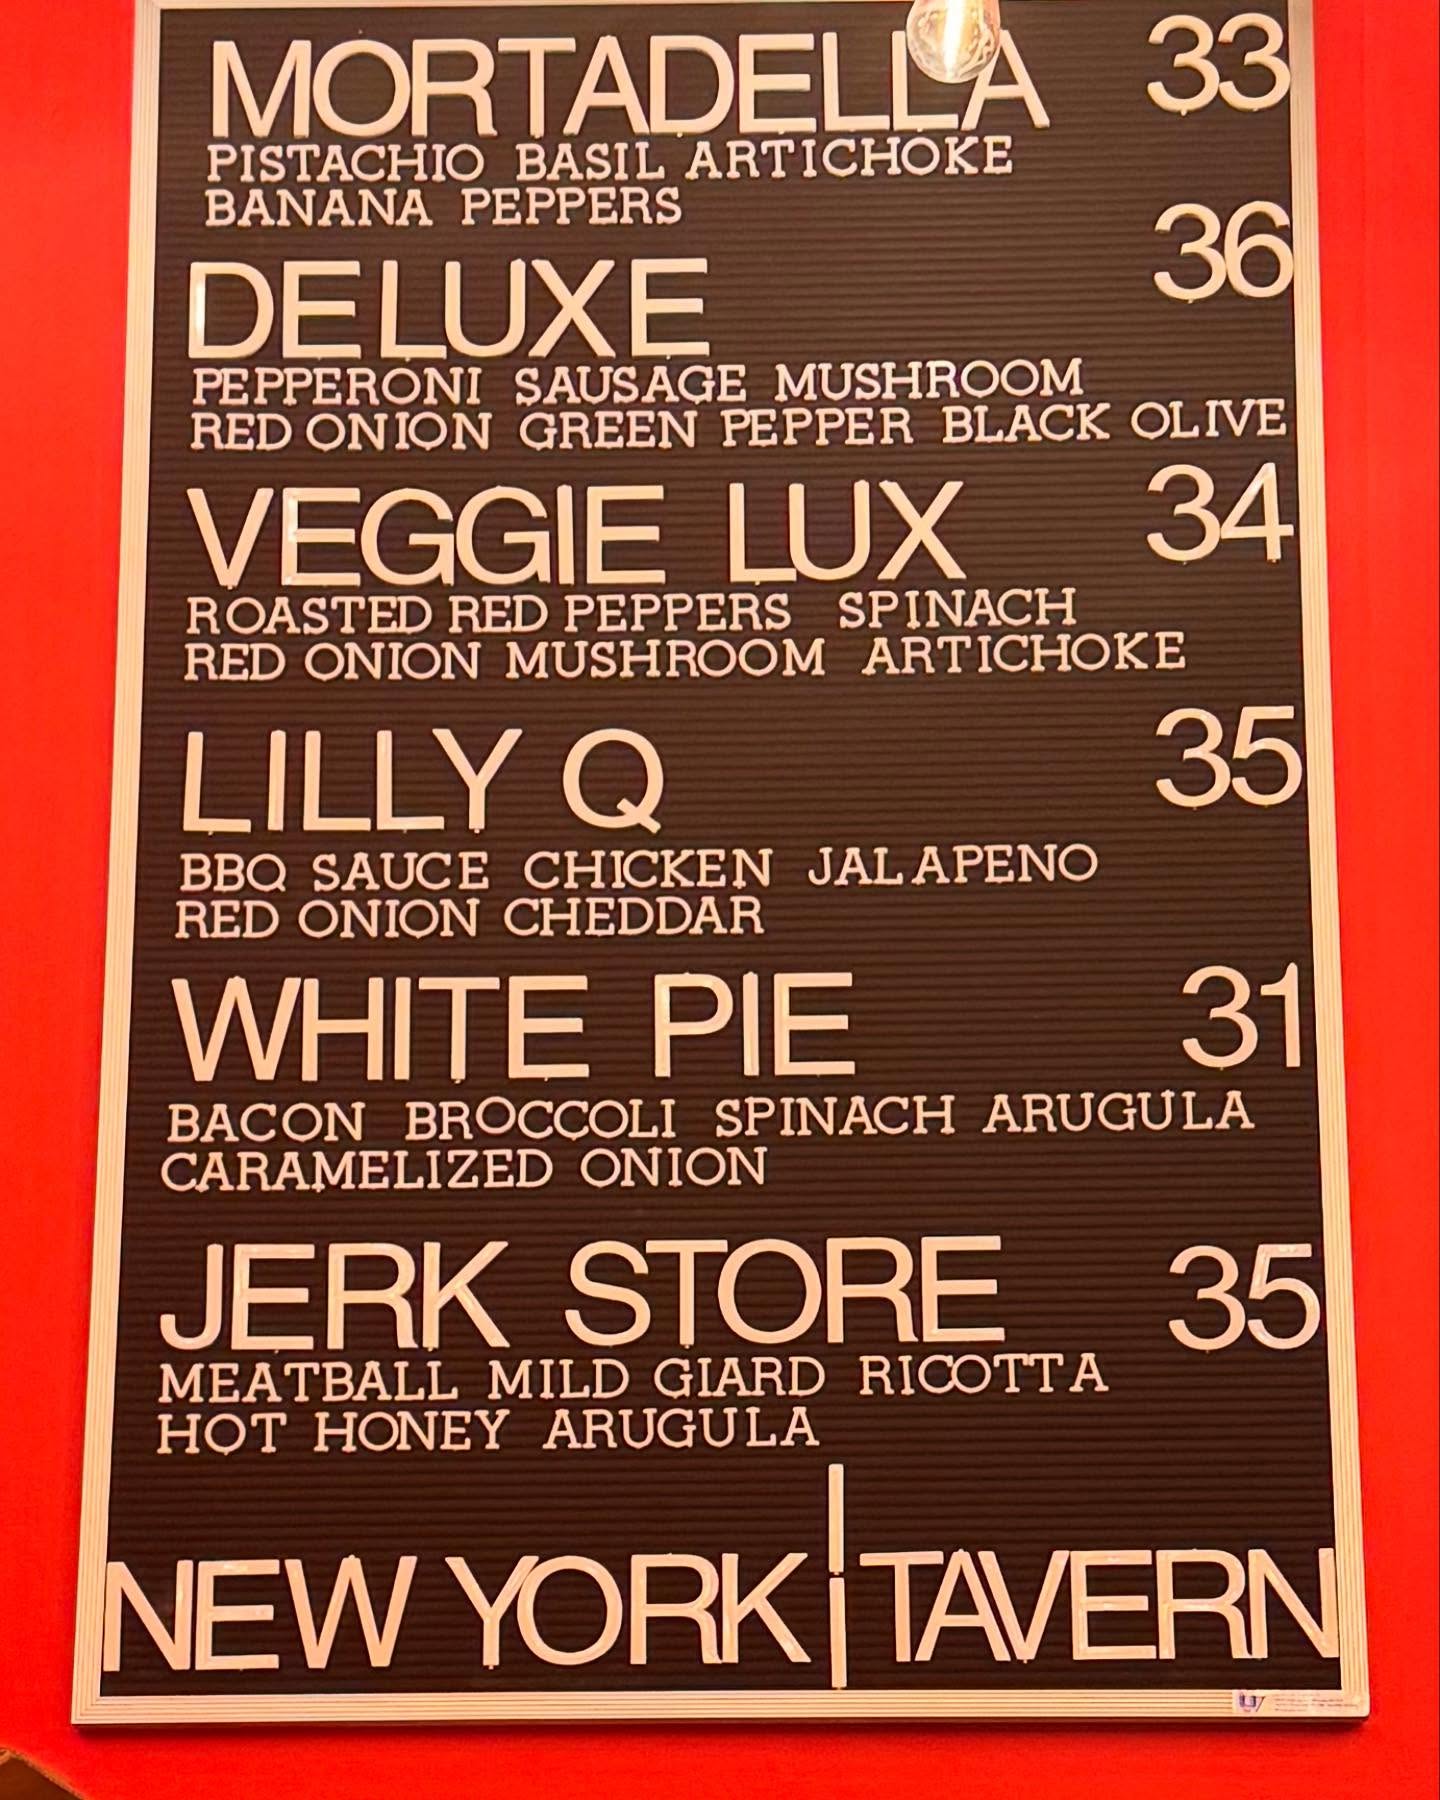 MORTADELLA 33
PISTACHIO BASIL ARTICHOKE
BANANA PEPPERS
DELUXE 36
PEPPERONI SAUSAGE MUSHROOM
RED ONION GREEN PEPPER BLACK OLIVE
VEGGIE LUX 34
ROASTED RED PEPPERS SPINACH
RED ONION MUSHROOM ARTICHOKE
LILLY Q 35
BBQ SAUCE CHICKEN JALAPENO
RED ONION CHEDDAR
WHITE PIE 31
BACON BROCCOLI SPINACH ARUGULA
CARAMELIZED ONION
JERK STORE 35
MEATBALL MILD GIARD RICOTTA
HOT HONEY ARUGULA
NEW YORK | TAVERN